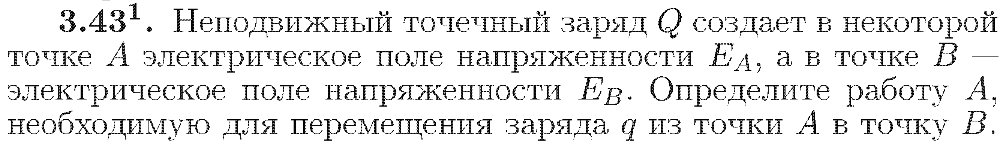 3.43¹. Неподвижный точечный заряд Q создает в некоторой
точке A электрическое поле напряженности E_A, а в точке B —
электрическое поле напряженности E_B. Определите работу A,
необходимую для перемещения заряда q из точки A в точку B.